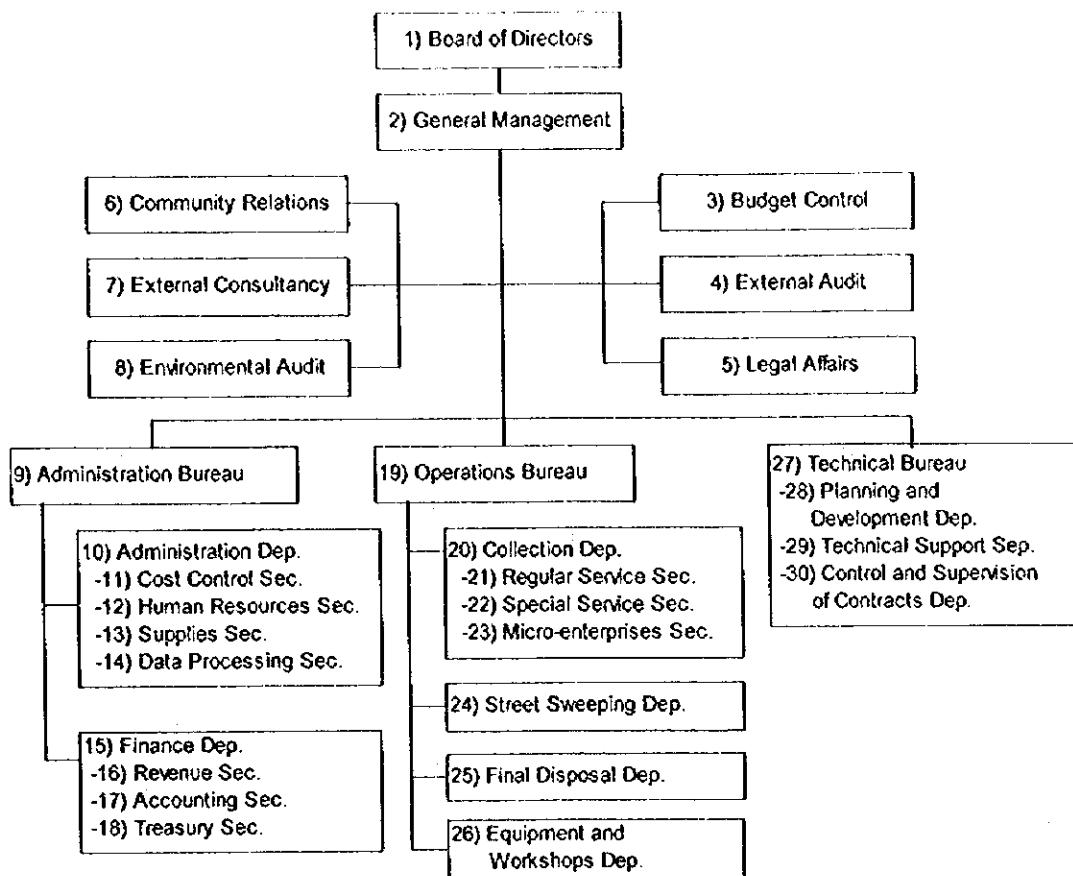 1) Board of Directors
2) General Management
6) Community Relations
3) Budget Control
7) External Consultancy
4) External Audit
8) Environmental Audit
5) Legal Affairs
9) Administration Bureau
10) Administration Dep.
-11) Cost Control Sec.
-12) Human Resources Sec.
-13) Supplies Sec.
-14) Data Processing Sec.
15) Finance Dep.
-16) Revenue Sec.
-17) Accounting Sec.
-18) Treasury Sec.
19) Operations Bureau
20) Collection Dep.
-21) Regular Service Sec.
-22) Special Service Sec.
-23) Micro-enterprises Sec.
24) Street Sweeping Dep.
25) Final Disposal Dep.
26) Equipment and
Workshops Dep.
27) Technical Bureau
-28) Planning and
Development Dep.
-29) Technical Support Sep.
-30) Control and Supervision
of Contracts Dep.